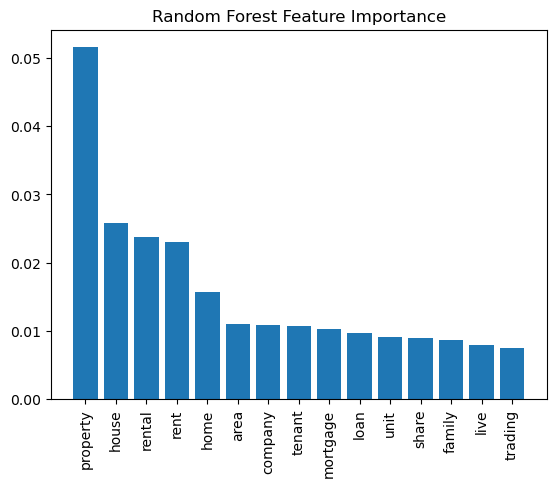 Random Forest Feature Importance
0.05
0.04
0.03
0.02
0.01
0.00
property
house
rental
rent
home
area
company
tenant
mortgage
loan
unit
share
family
live
trading